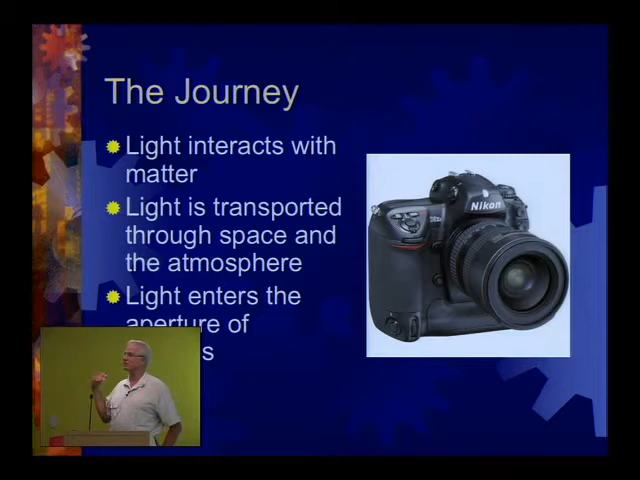 The Journey
Light interacts with
matter
Light is transported
through space and
the atmosphere
Light enters the
aperture of
Nikon